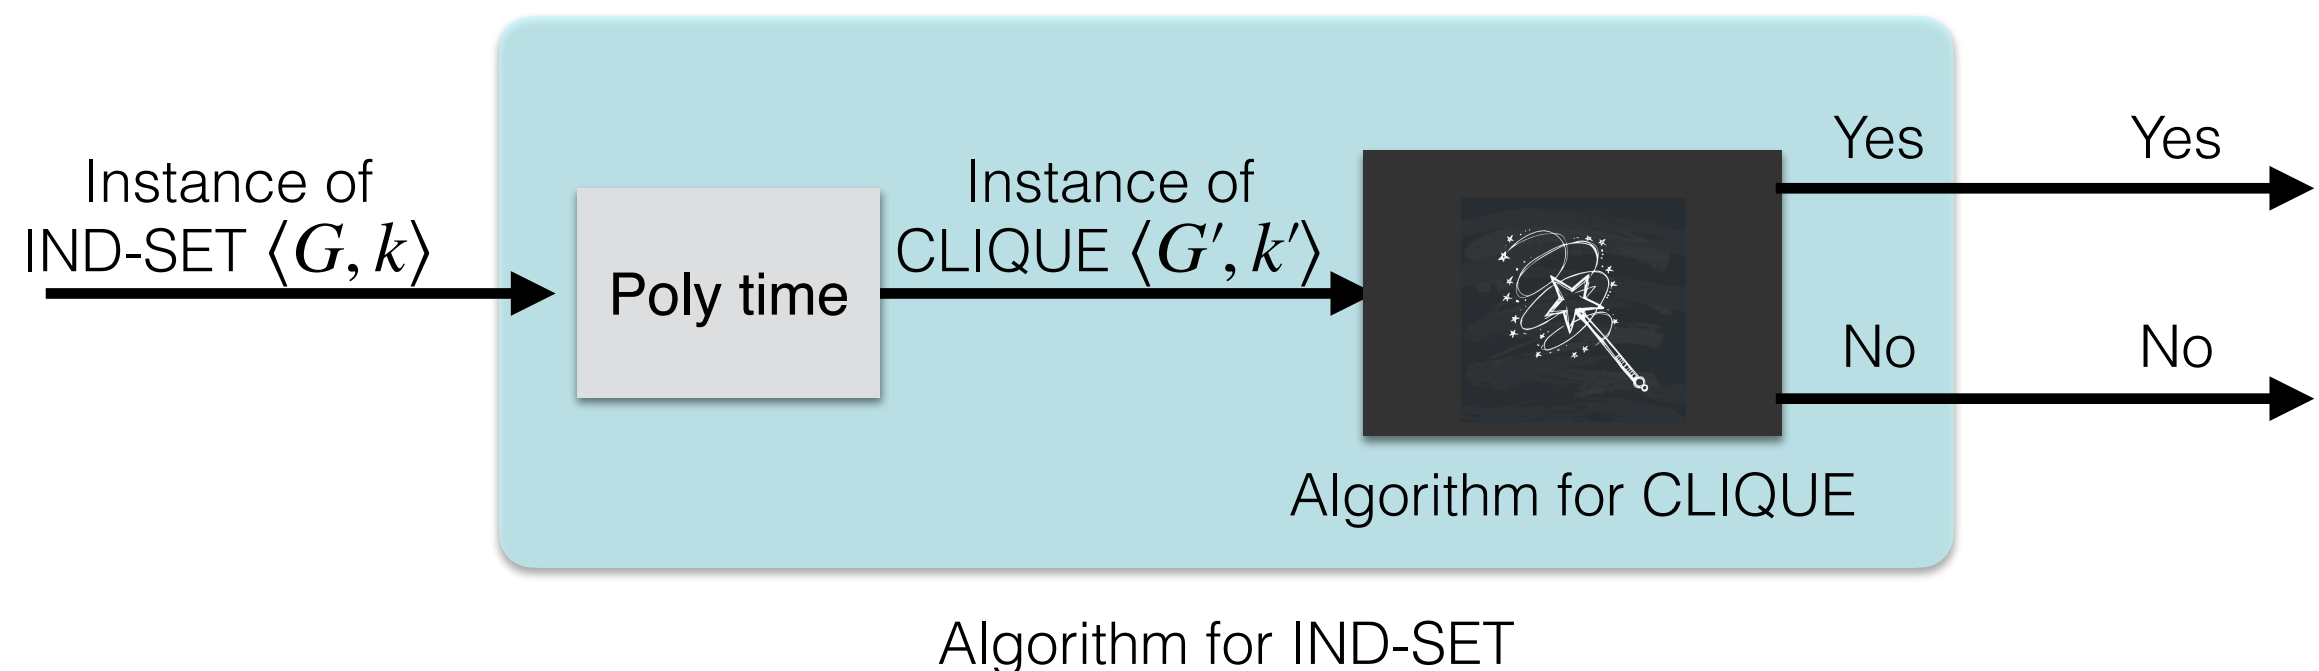 Instance of
IND-SET ⟨G, k⟩
Poly time
Instance of
CLIQUE ⟨G′, k′⟩
Yes
Yes
No
No
Algorithm for CLIQUE
Algorithm for IND-SET